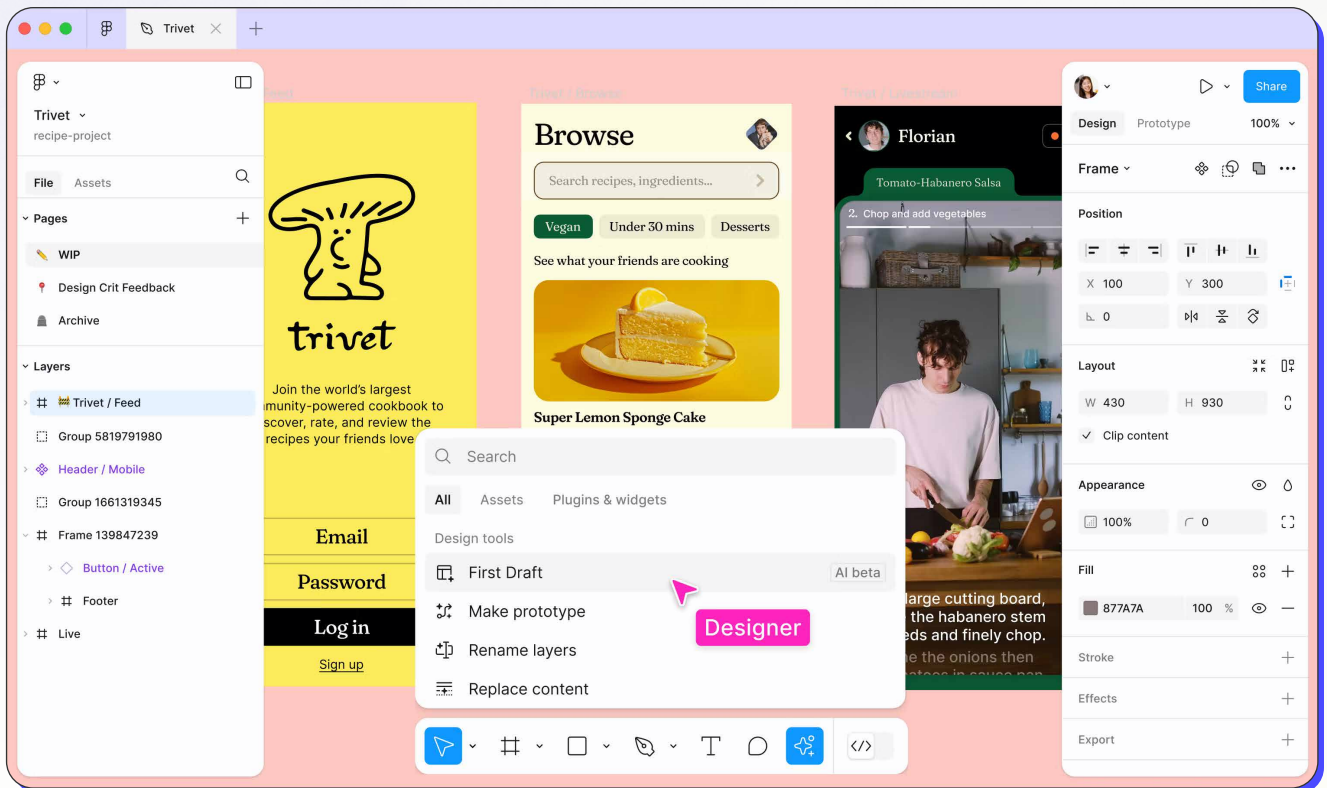 Trivet
Trivet
recipe-project
File
Assets
Pages
WIP
Design Crit Feedback
Archive
Layers
Trivet / Feed
Group 5819791980
Header / Mobile
Group 1661319345
Frame 139847239
Button / Active
Footer
Live
Feed
trivet
Join the world's largest
munity-powered cookbook to
scover, rate, and review the
recipes your friends love
Email
Password
Log in
Sign up
Trivet / Browse
Browse
Search recipes, ingredients...
Vegan
Under 30 mins
Desserts
See what your friends are cooking
Super Lemon Sponge Cake
Florian
Tomato-Habanero Salsa
2. Chop and add vegetables
large cutting board,
the habanero stem
eds and finely chop.
the onions then
Search
All
Assets
Plugins & widgets
Design tools
First Draft
AI beta
Make prototype
Rename layers
Replace content
Designer
Share
Design
Prototype
100%
Frame
Position
X 100
Y 300
0
Layout
W 430
H 930
Clip content
Appearance
100%
0
Fill
877A7A
100 %
Stroke
Effects
Export